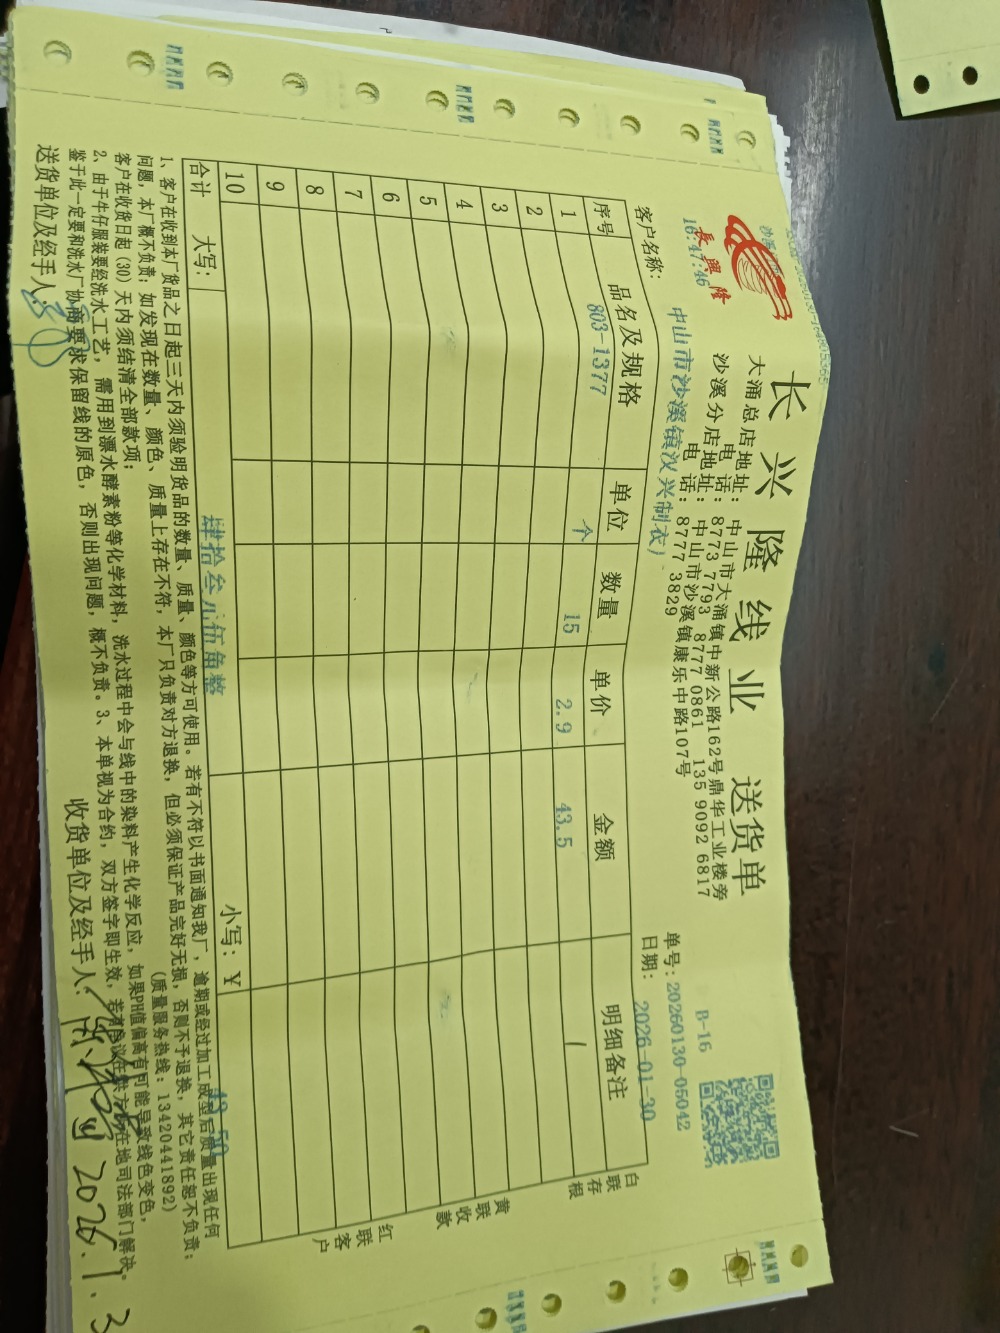 長興隆
16:47:46
长兴隆线业 送货单
大涌总店地址: 中山市大涌镇中新公路162号鼎华工业楼旁
电 话: 8773 7793 8777 0861 135 9092 6817
沙溪分店地址: 中山市沙溪镇康乐中路107号
电 话: 8777 3829
B-16
单号: 20260130-05042
客户名称: 中山市沙溪镇汉兴制衣厂
日期: 2026-01-30
序号 品名及规格 单位 数量 单价 金额 明细备注
1 803-1377 个 15 2.9 43.5
2
3
4
5
6
7
8
9
10
合计 大写: 肆拾叁元伍角整 小写: ¥ 43.50
白联存根
黄联收款
红联客户
1、客户在收到本厂货品之日起三天内须验明货品的数量、质量、颜色等方可使用。若有不符以书面通知我厂,逾期或经过加工成型后质量出现任何
问题,本厂概不负责;如发现在数量、颜色、质量上存在不符,本厂只负责对方退换,但必须保证产品完好无损,否则不予退换,其它责任恕不负责;
客户在收货日起(30)天内须结清全部款项; (质量服务热线: 13420441892)
2、由于牛仔服装要经洗水工艺,需用到漂水酵素粉等化学材料,洗水过程中会与线中的染料产生化学反应,如果PH值偏高有可能导致线色变色,
鉴于此一定要和洗水厂协商要求保留线的原色,否则出现问题,概不负责。3、本单视为合约,双方签字即生效,若有争议在供方所在地司法部门解决。
送货单位及经手人: 收货单位及经手人: 2026.1.3